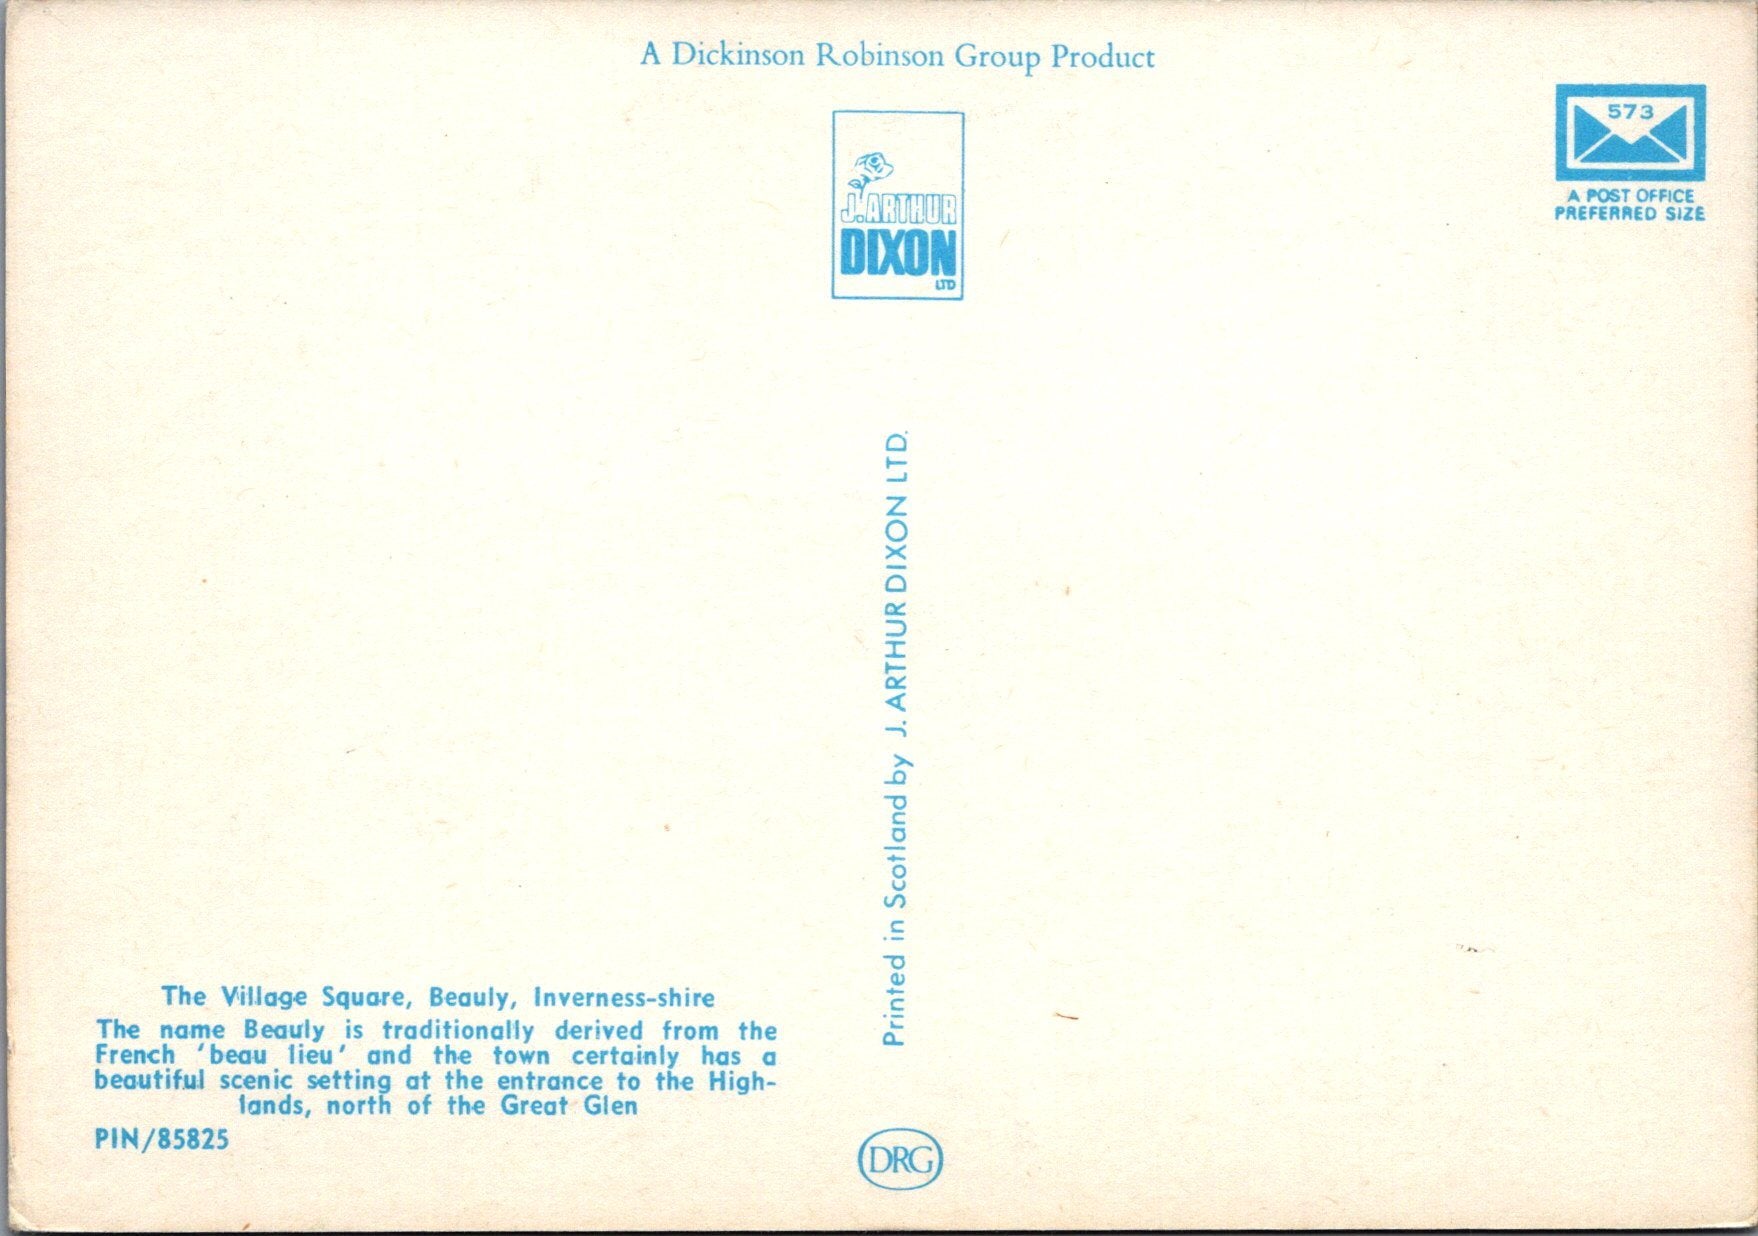 A Dickinson Robinson Group Product
573
A POST OFFICE
PREFERRED SIZE
J. ARTHUR
DIXON
LTD
Printed in Scotland by J. ARTHUR DIXON LTD.
The Village Square, Beauly, Inverness-shire
The name Beauly is traditionally derived from the
French 'beau lieu' and the town certainly has a
beautiful scenic setting at the entrance to the High-
lands, north of the Great Glen
PIN/85825
DRG